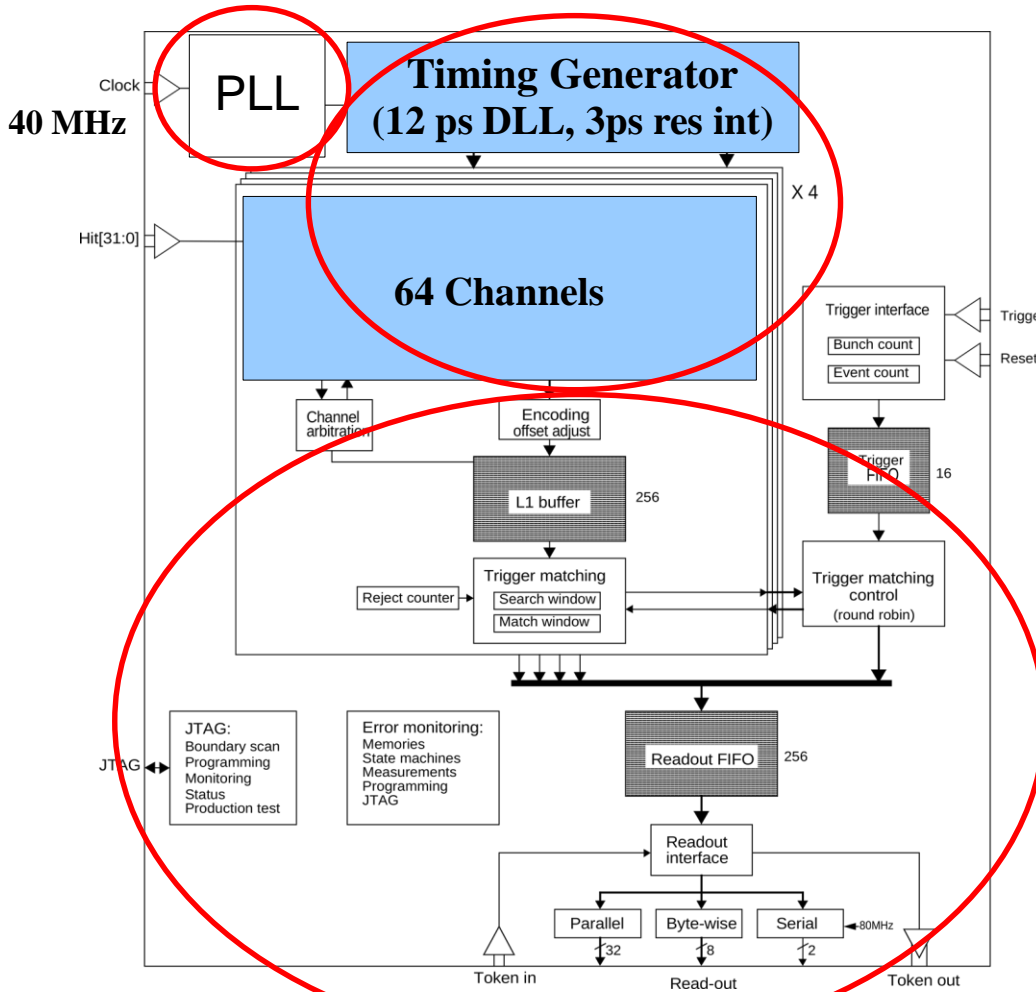 Clock
40 MHz
PLL
Timing Generator
(12 ps DLL, 3ps res int)
X 4
Hit[31:0]
64 Channels
Trigger interface
Bunch count
Event count
Trigge
Reset
Channel
arbitration
Encoding
offset adjust
Trigger
FIFO
16
L1 buffer
256
Trigger matching
Search window
Match window
Reject counter
Trigger matching
control
(round robin)
JTAG
JTAG:
Boundary scan
Programming
Monitoring
Status
Production test
Error monitoring:
Memories
State machines
Measurements
Programming
JTAG
Readout FIFO
256
Readout
interface
Parallel
Byte-wise
Serial
80MHz
32
8
2
Token in
Read-out
Token out